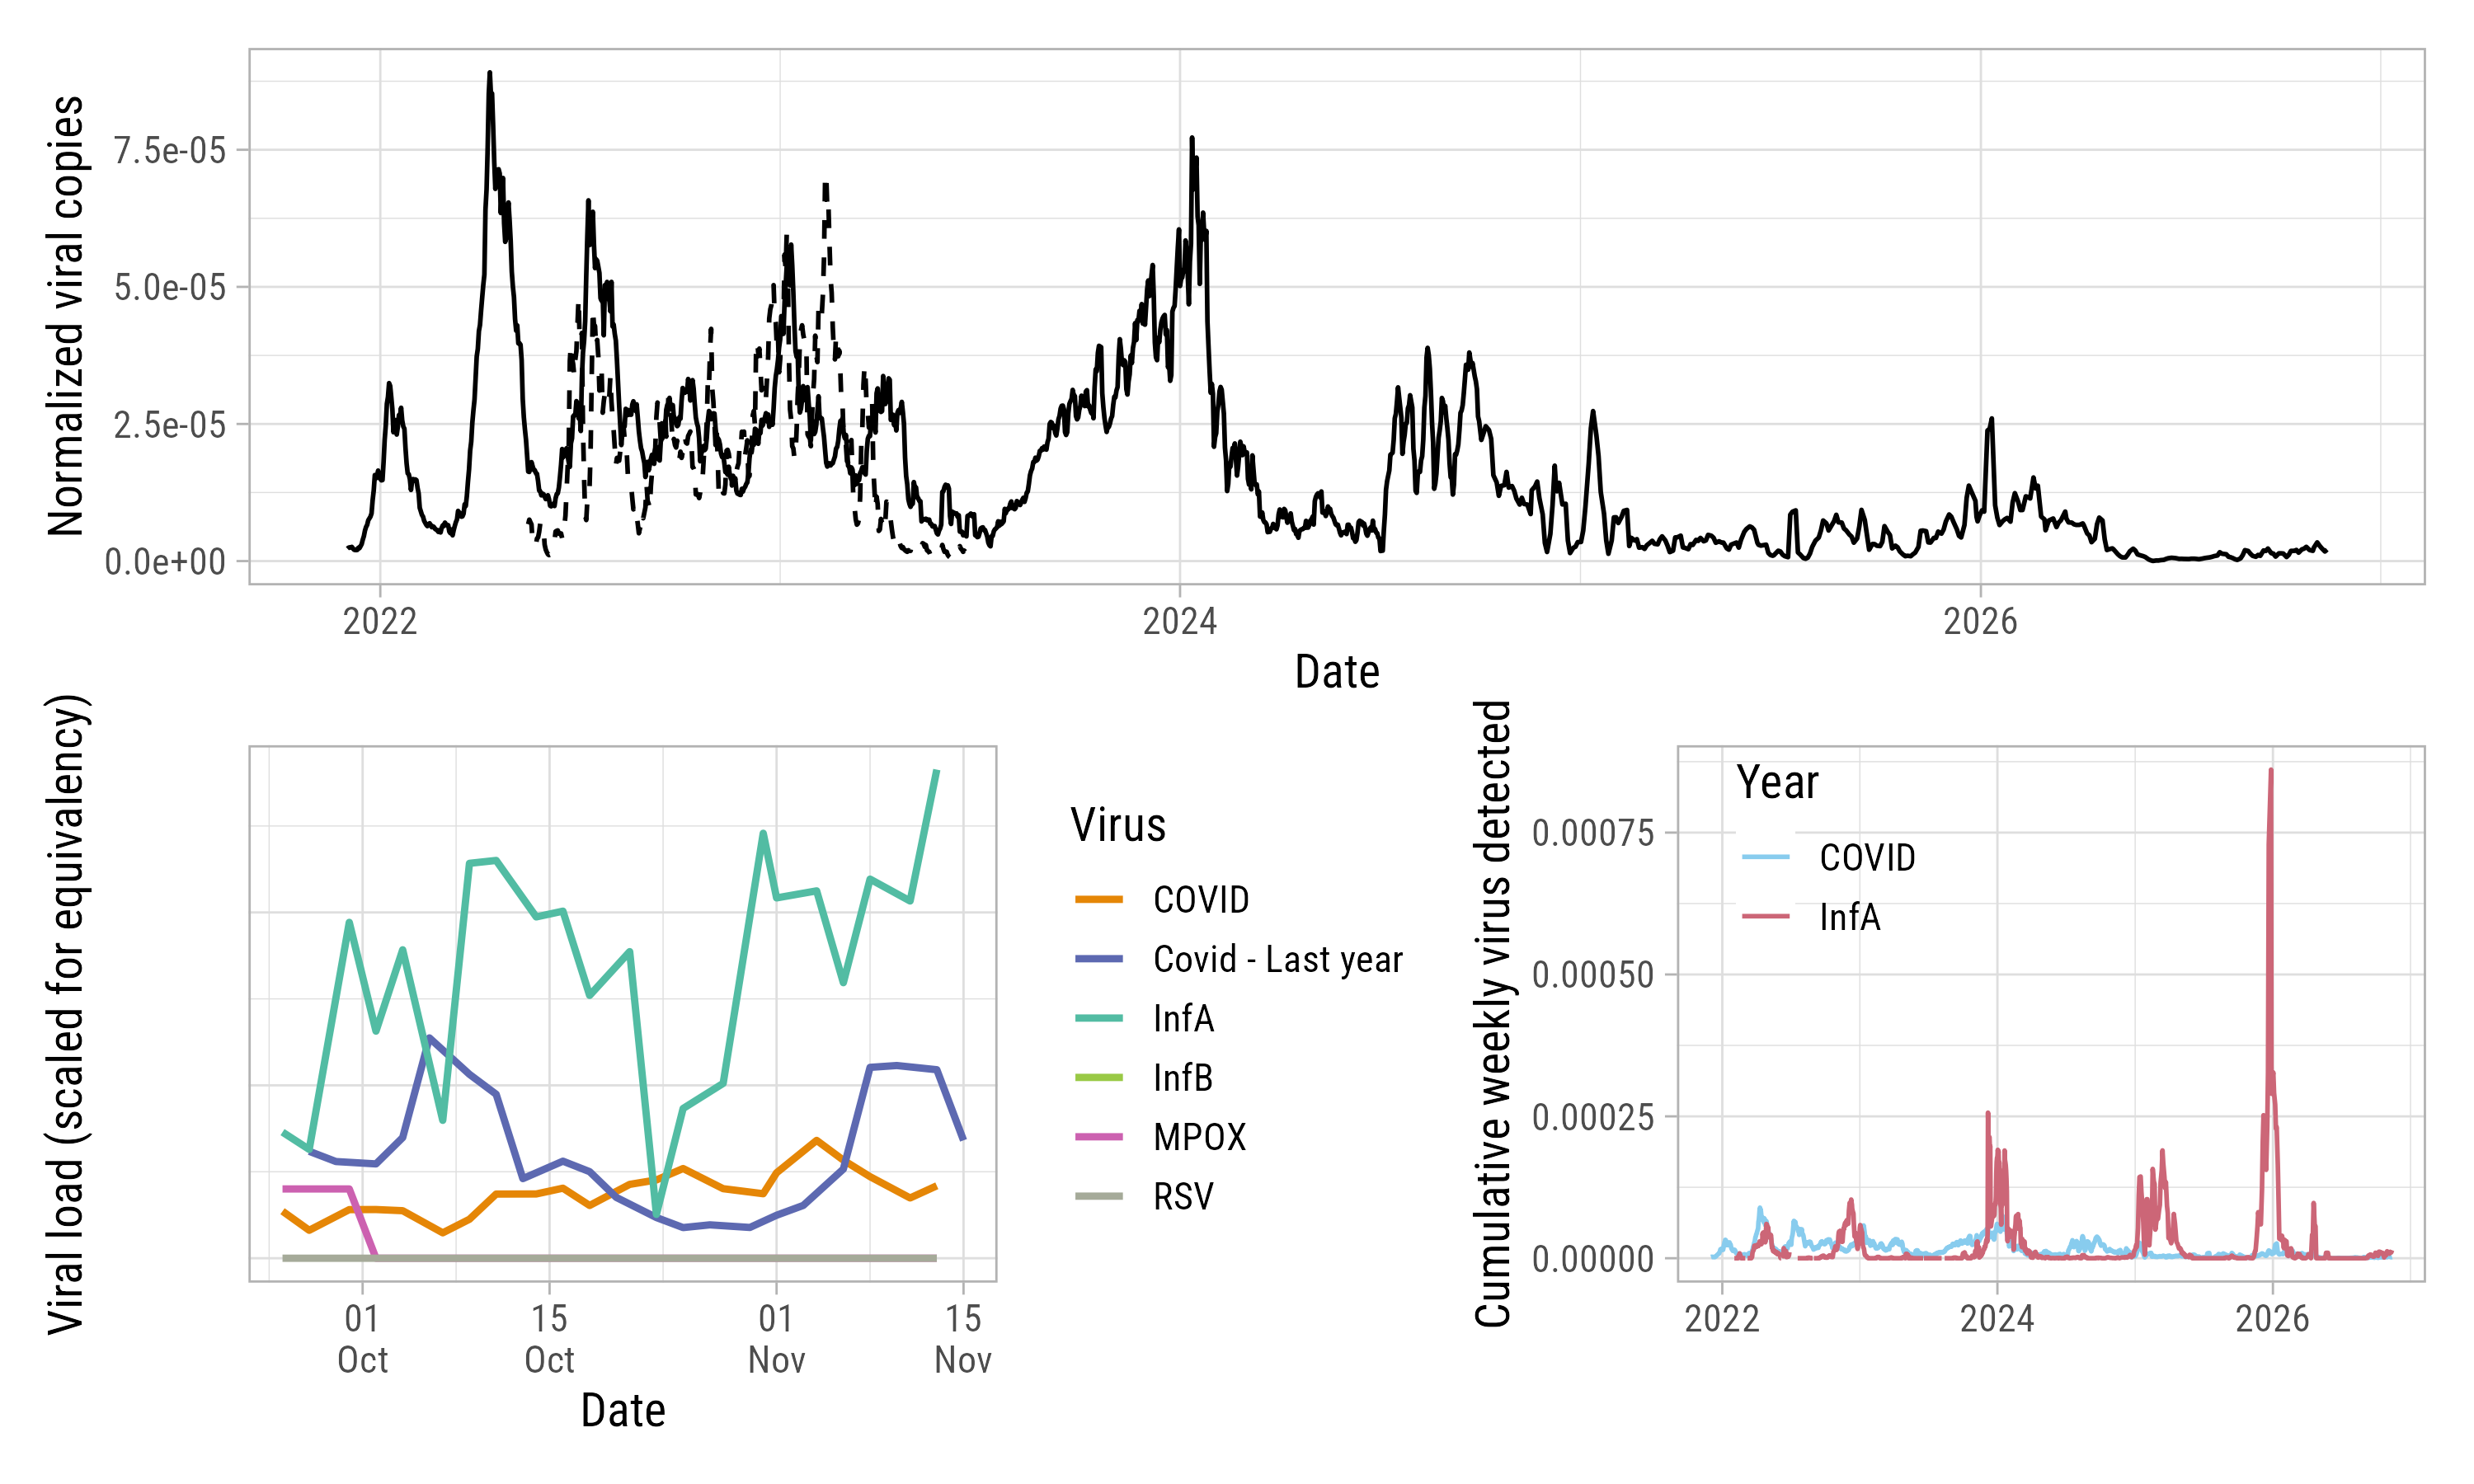 Normalized viral copies
7.5e-05
5.0e-05
2.5e-05
0.0e+00
2022
2024
2026
Date
Viral load (scaled for equivalency)
01
Oct
15
Oct
01
Nov
15
Nov
Date
Virus
COVID
Covid - Last year
InfA
InfB
MPOX
RSV
Cumulative weekly virus detected
0.00075
0.00050
0.00025
0.00000
Year
COVID
InfA
2022
2024
2026